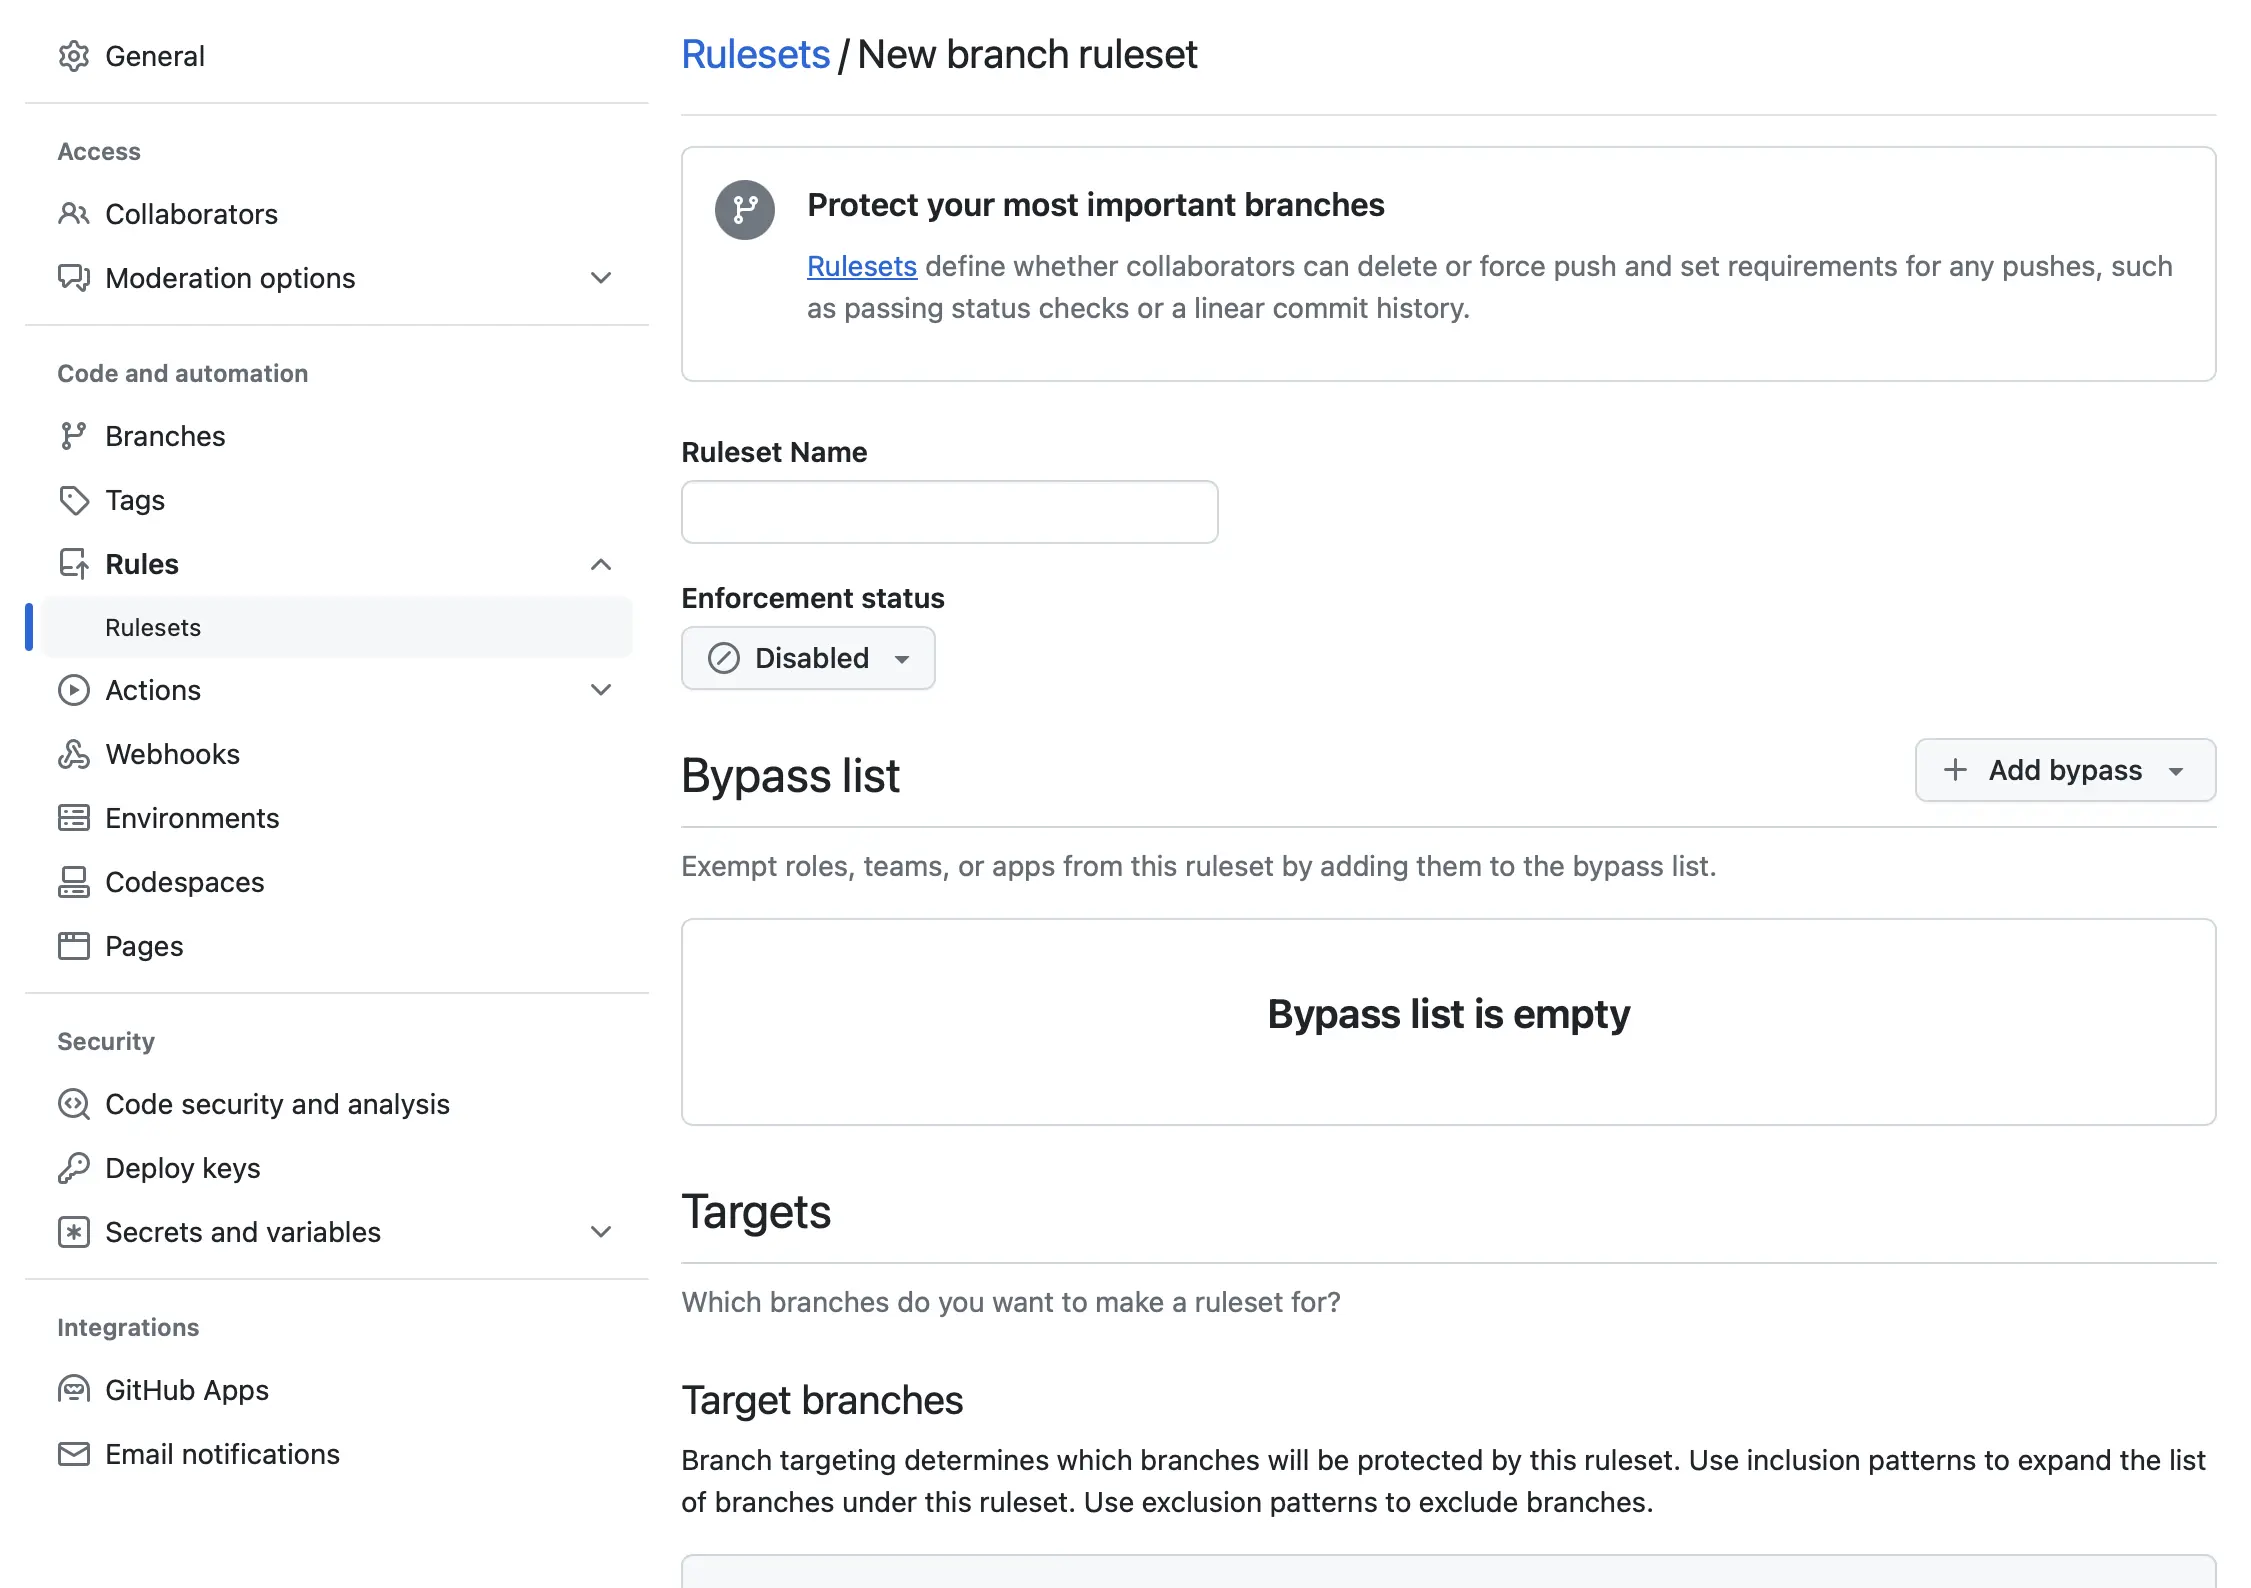 General
Access
Collaborators
Moderation options
Code and automation
Branches
Tags
Rules
Rulesets
Actions
Webhooks
Environments
Codespaces
Pages
Security
Code security and analysis
Deploy keys
Secrets and variables
Integrations
GitHub Apps
Email notifications
Rulesets / New branch ruleset
Protect your most important branches
Rulesets define whether collaborators can delete or force push and set requirements for any pushes, such
as passing status checks or a linear commit history.
Ruleset Name
Enforcement status
Disabled
Bypass list
Add bypass
Exempt roles, teams, or apps from this ruleset by adding them to the bypass list.
Bypass list is empty
Targets
Which branches do you want to make a ruleset for?
Target branches
Branch targeting determines which branches will be protected by this ruleset. Use inclusion patterns to expand the list
of branches under this ruleset. Use exclusion patterns to exclude branches.